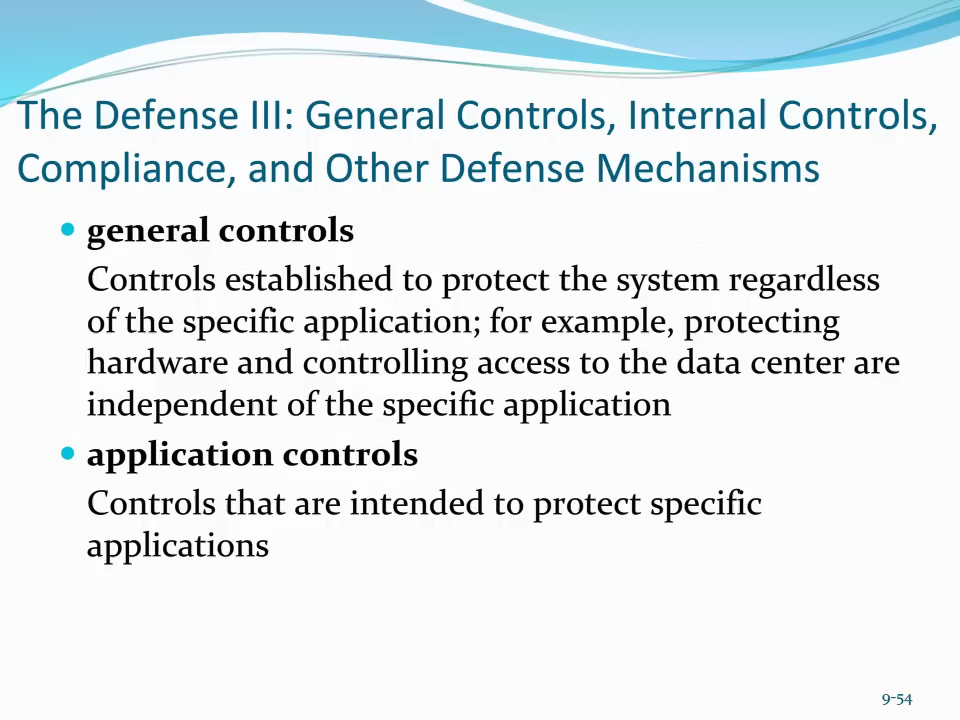 The Defense III: General Controls, Internal Controls,
Compliance, and Other Defense Mechanisms
• general controls
Controls established to protect the system regardless
of the specific application; for example, protecting
hardware and controlling access to the data center are
independent of the specific application
• application controls
Controls that are intended to protect specific
applications
9-54